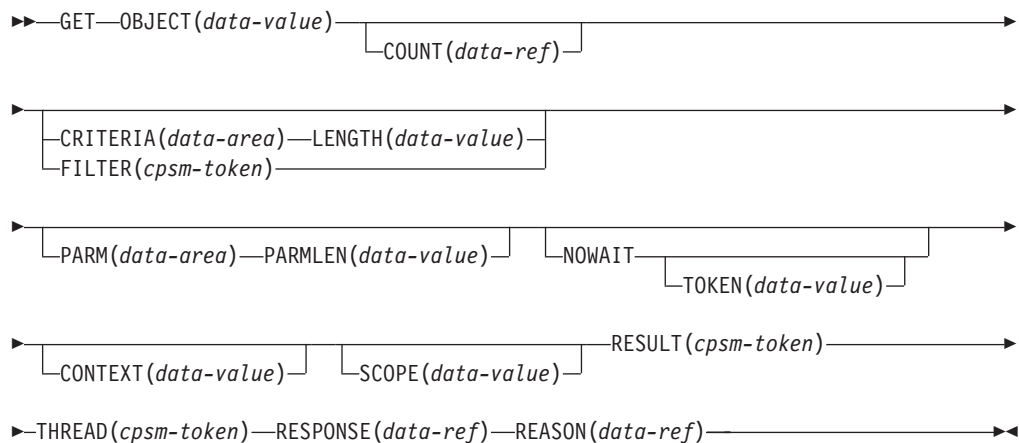 GET OBJECT(data-value)
COUNT(data-ref)
CRITERIA(data-area) LENGTH(data-value)
FILTER(cpsm-token)
PARM(data-area) PARMLEN(data-value) NOWAIT
TOKEN(data-value)
RESULT(cpsm-token)
CONTEXT(data-value) SCOPE(data-value)
THREAD(cpsm-token) RESPONSE(data-ref) REASON(data-ref)